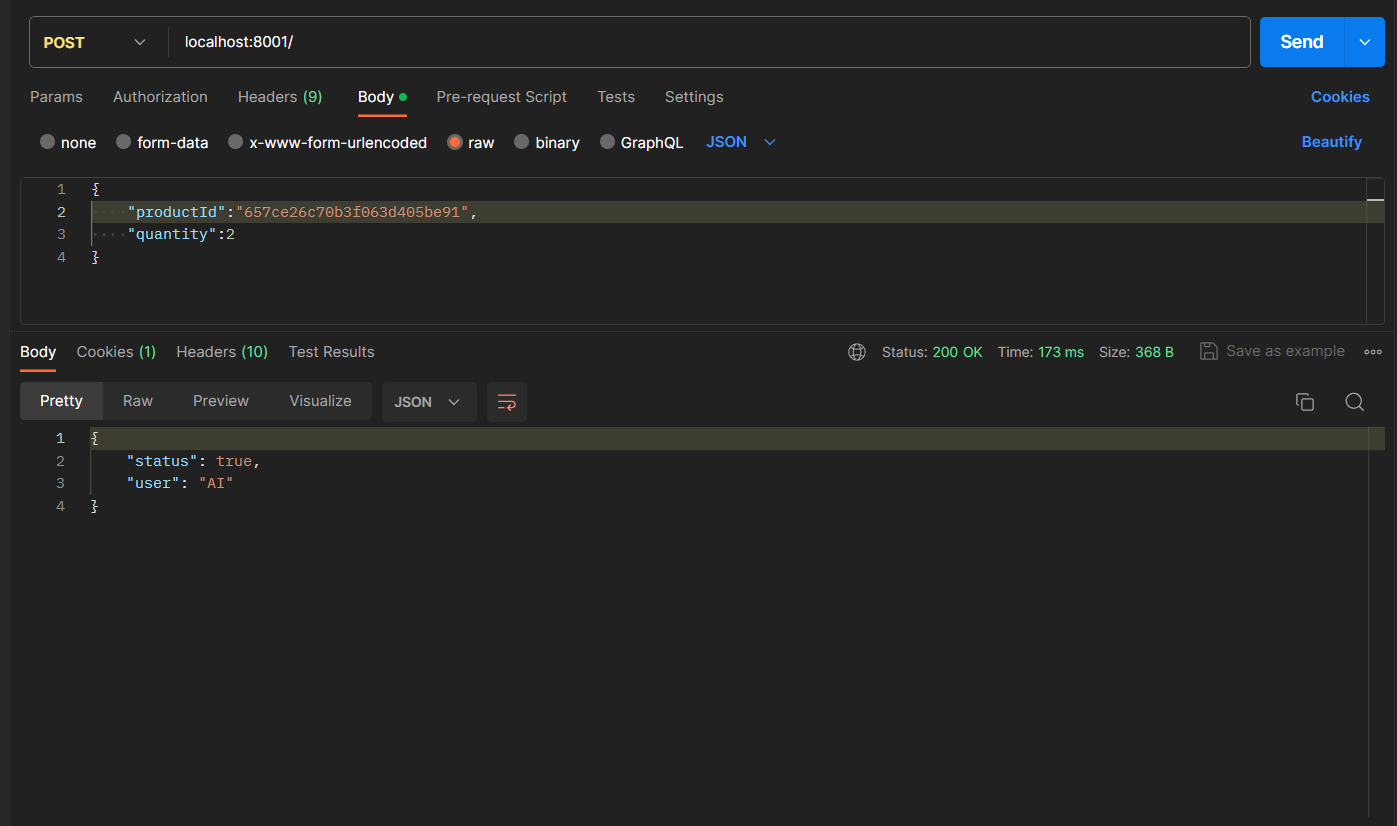 POST localhost:8001/ Send
Params Authorization Headers (9) Body Pre-request Script Tests Settings Cookies
none form-data x-www-form-urlencoded raw binary GraphQL JSON Beautify
1 {
2 "productId":"657ce26c70b3f063d405be91",
3 "quantity":2
4 }
Body Cookies (1) Headers (10) Test Results Status: 200 OK Time: 173 ms Size: 368 B Save as example
Pretty Raw Preview Visualize JSON
1 {
2 "status": true,
3 "user": "AI"
4 }